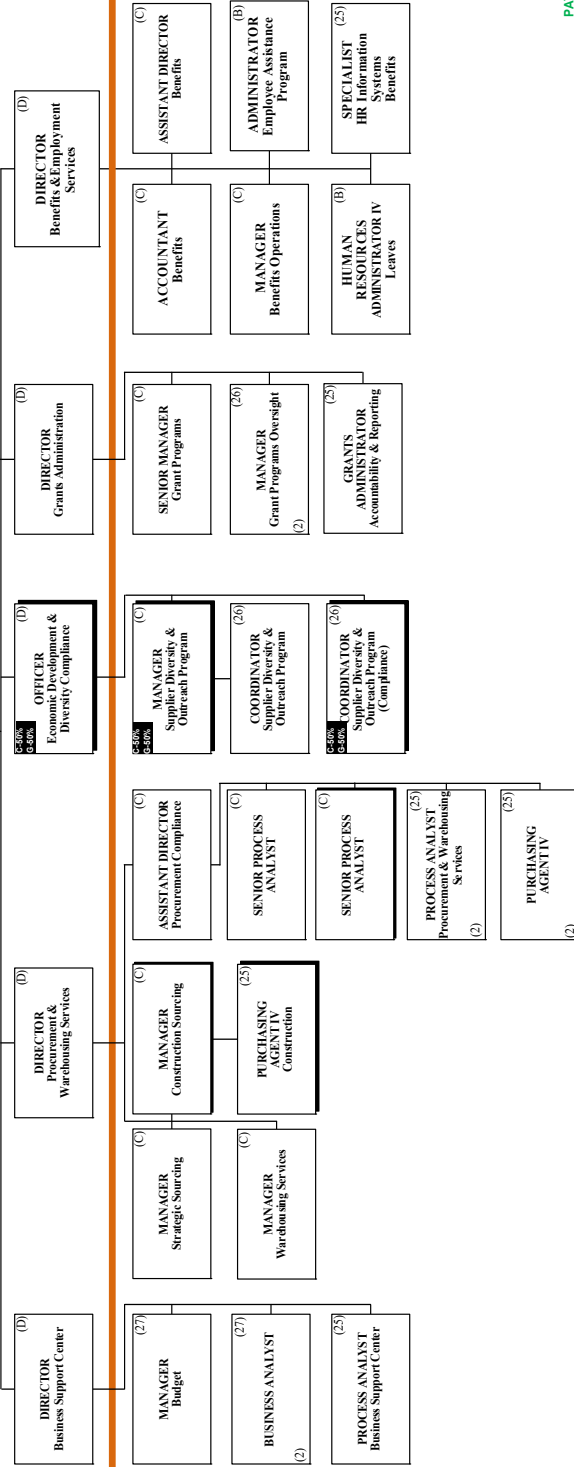 (D)
DIRECTOR
Business Support Center
(27)
MANAGER
Budget
(27)
BUSINESS ANALYST
(2)
(25)
PROCESS ANALYST
Business Support Center
(D)
DIRECTOR
Procurement &
Warehousing Services
(C)
MANAGER
Strategic Sourcing
(C)
MANAGER
Warehousing Services
(C)
MANAGER
Construction Sourcing
(25)
PURCHASING
AGENT IV
Construction
(C)
ASSISTANT DIRECTOR
Procurement Compliance
(C)
SENIOR PROCESS
ANALYST
(C)
SENIOR PROCESS
ANALYST
(25)
PROCESS ANALYST
Procurement & Warehousing
Services
(2)
(25)
PURCHASING
AGENT IV
(2)
C-50%
G-50%
(D)
OFFICER
Economic Development &
Diversity Compliance
C-50%
G-50%
(C)
MANAGER
Supplier Diversity &
Outreach Program
(26)
COORDINATOR
Supplier Diversity &
Outreach Program
C-50%
G-50%
(26)
COORDINATOR
Supplier Diversity &
Outreach Program
(Compliance)
(D)
DIRECTOR
Grants Administration
(C)
SENIOR MANAGER
Grant Programs
(26)
MANAGER
Grant Programs Oversight
(2)
(25)
GRANTS
ADMINISTRATOR
Accountability & Reporting
(D)
DIRECTOR
Benefits & Employment
Services
(C)
ACCOUNTANT
Benefits
(C)
MANAGER
Benefits Operations
(B)
HUMAN
RESOURCES
ADMINISTRATOR IV
Leaves
(C)
ASSISTANT DIRECTOR
Benefits
(B)
ADMINISTRATOR
Employee Assistance
Program
(25)
SPECIALIST
HR Information
Systems
Benefits
PA